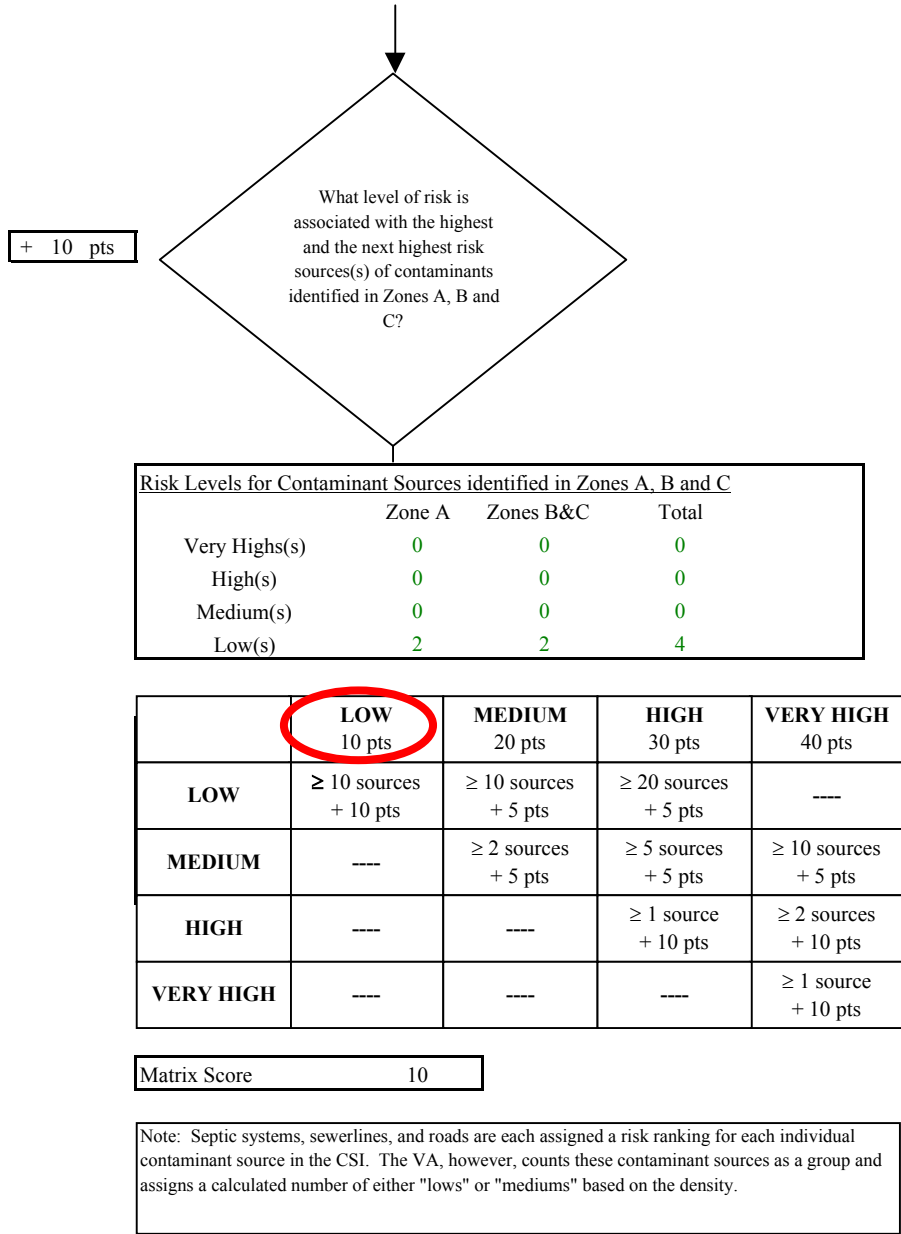 What level of risk is
associated with the highest
and the next highest risk
sources(s) of contaminants
identified in Zones A, B and
C?
+ 10 pts
Risk Levels for Contaminant Sources identified in Zones A, B and C
Zone A Zones B&C Total
Very Highs(s) 0 0 0
High(s) 0 0 0
Medium(s) 0 0 0
Low(s) 2 2 4
LOW MEDIUM HIGH VERY HIGH
10 pts 20 pts 30 pts 40 pts
LOW ≥ 10 sources ≥ 10 sources ≥ 20 sources ----
+ 10 pts + 5 pts + 5 pts
MEDIUM ---- ≥ 2 sources ≥ 5 sources ≥ 10 sources
+ 5 pts + 5 pts + 5 pts
HIGH ---- ---- ≥ 1 source ≥ 2 sources
+ 10 pts + 10 pts
VERY HIGH ---- ---- ---- ≥ 1 source
+ 10 pts
Matrix Score 10
Note: Septic systems, sewerlines, and roads are each assigned a risk ranking for each individual
contaminant source in the CSI. The VA, however, counts these contaminant sources as a group and
assigns a calculated number of either "lows" or "mediums" based on the density.